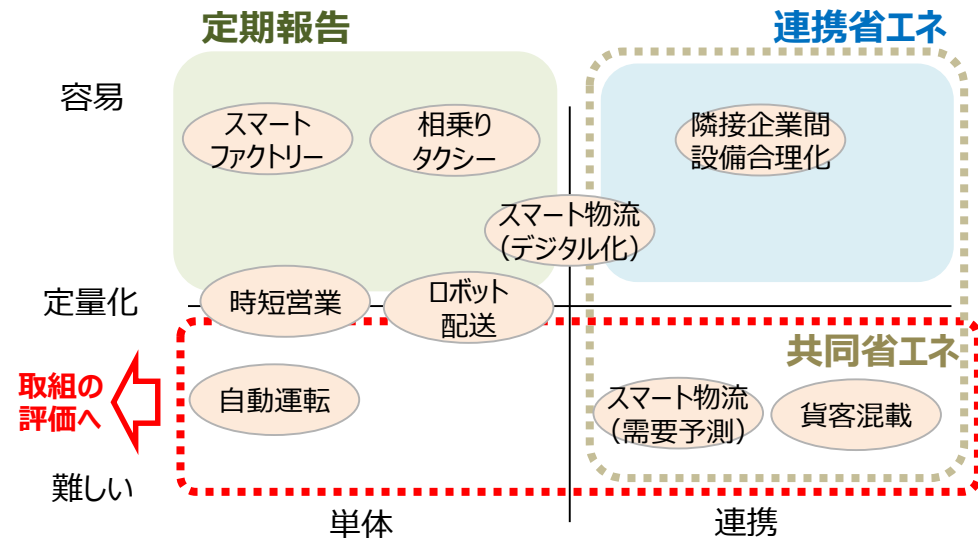 定期報告
連携省エネ
容易
スマート
ファクトリー
相乗り
タクシー
隣接企業間
設備合理化
スマート物流
（デジタル化）
定量化
時短営業
ロボット
配送
共同省エネ
取組の
評価へ
自動運転
スマート物流
（需要予測）
貨客混載
難しい
単体
連携